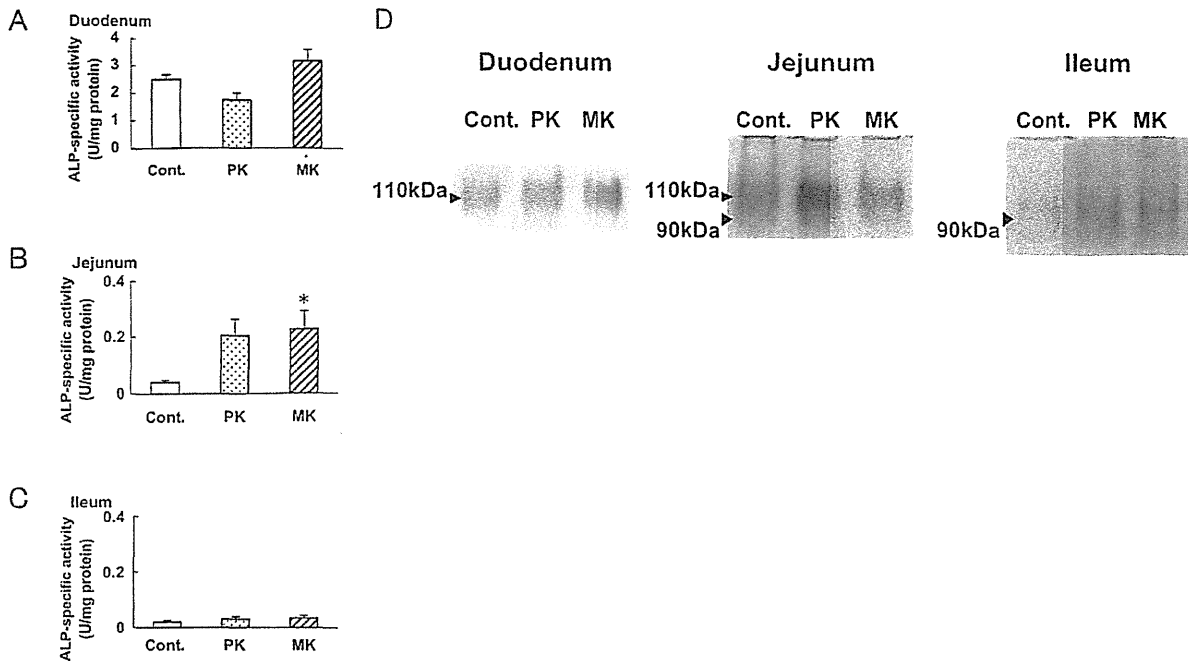 A
Duodenum
ALP-specific activity
(U/mg protein)
4
3
2
1
0
Cont. PK MK
B
Jejunum
ALP-specific activity
(U/mg protein)
0.4
0.2
0
*
Cont. PK MK
C
Ileum
ALP-specific activity
(U/mg protein)
0.4
0.2
0
Cont. PK MK
D
Duodenum
Cont. PK MK
110kDa
Jejunum
Cont. PK MK
110kDa
90kDa
Ileum
Cont. PK MK
90kDa